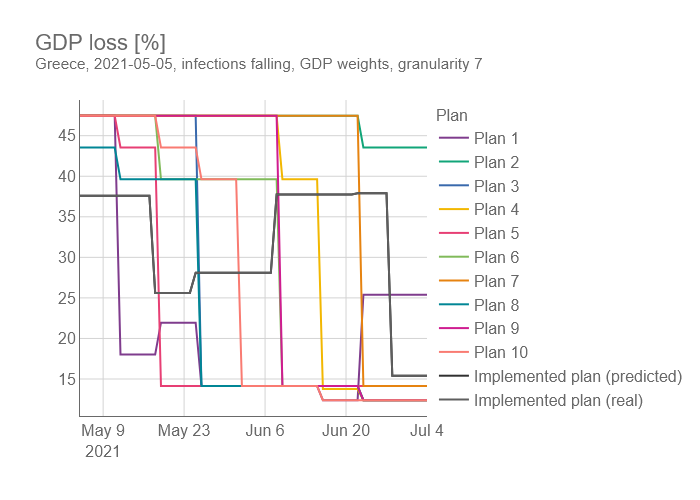 GDP loss [%]
Greece, 2021-05-05, infections falling, GDP weights, granularity 7
Plan
45
40
35
30
25
20
15
May 9
2021
May 23
Jun 6
Jun 20
Jul 4
Plan 1
Plan 2
Plan 3
Plan 4
Plan 5
Plan 6
Plan 7
Plan 8
Plan 9
Plan 10
Implemented plan (predicted)
Implemented plan (real)